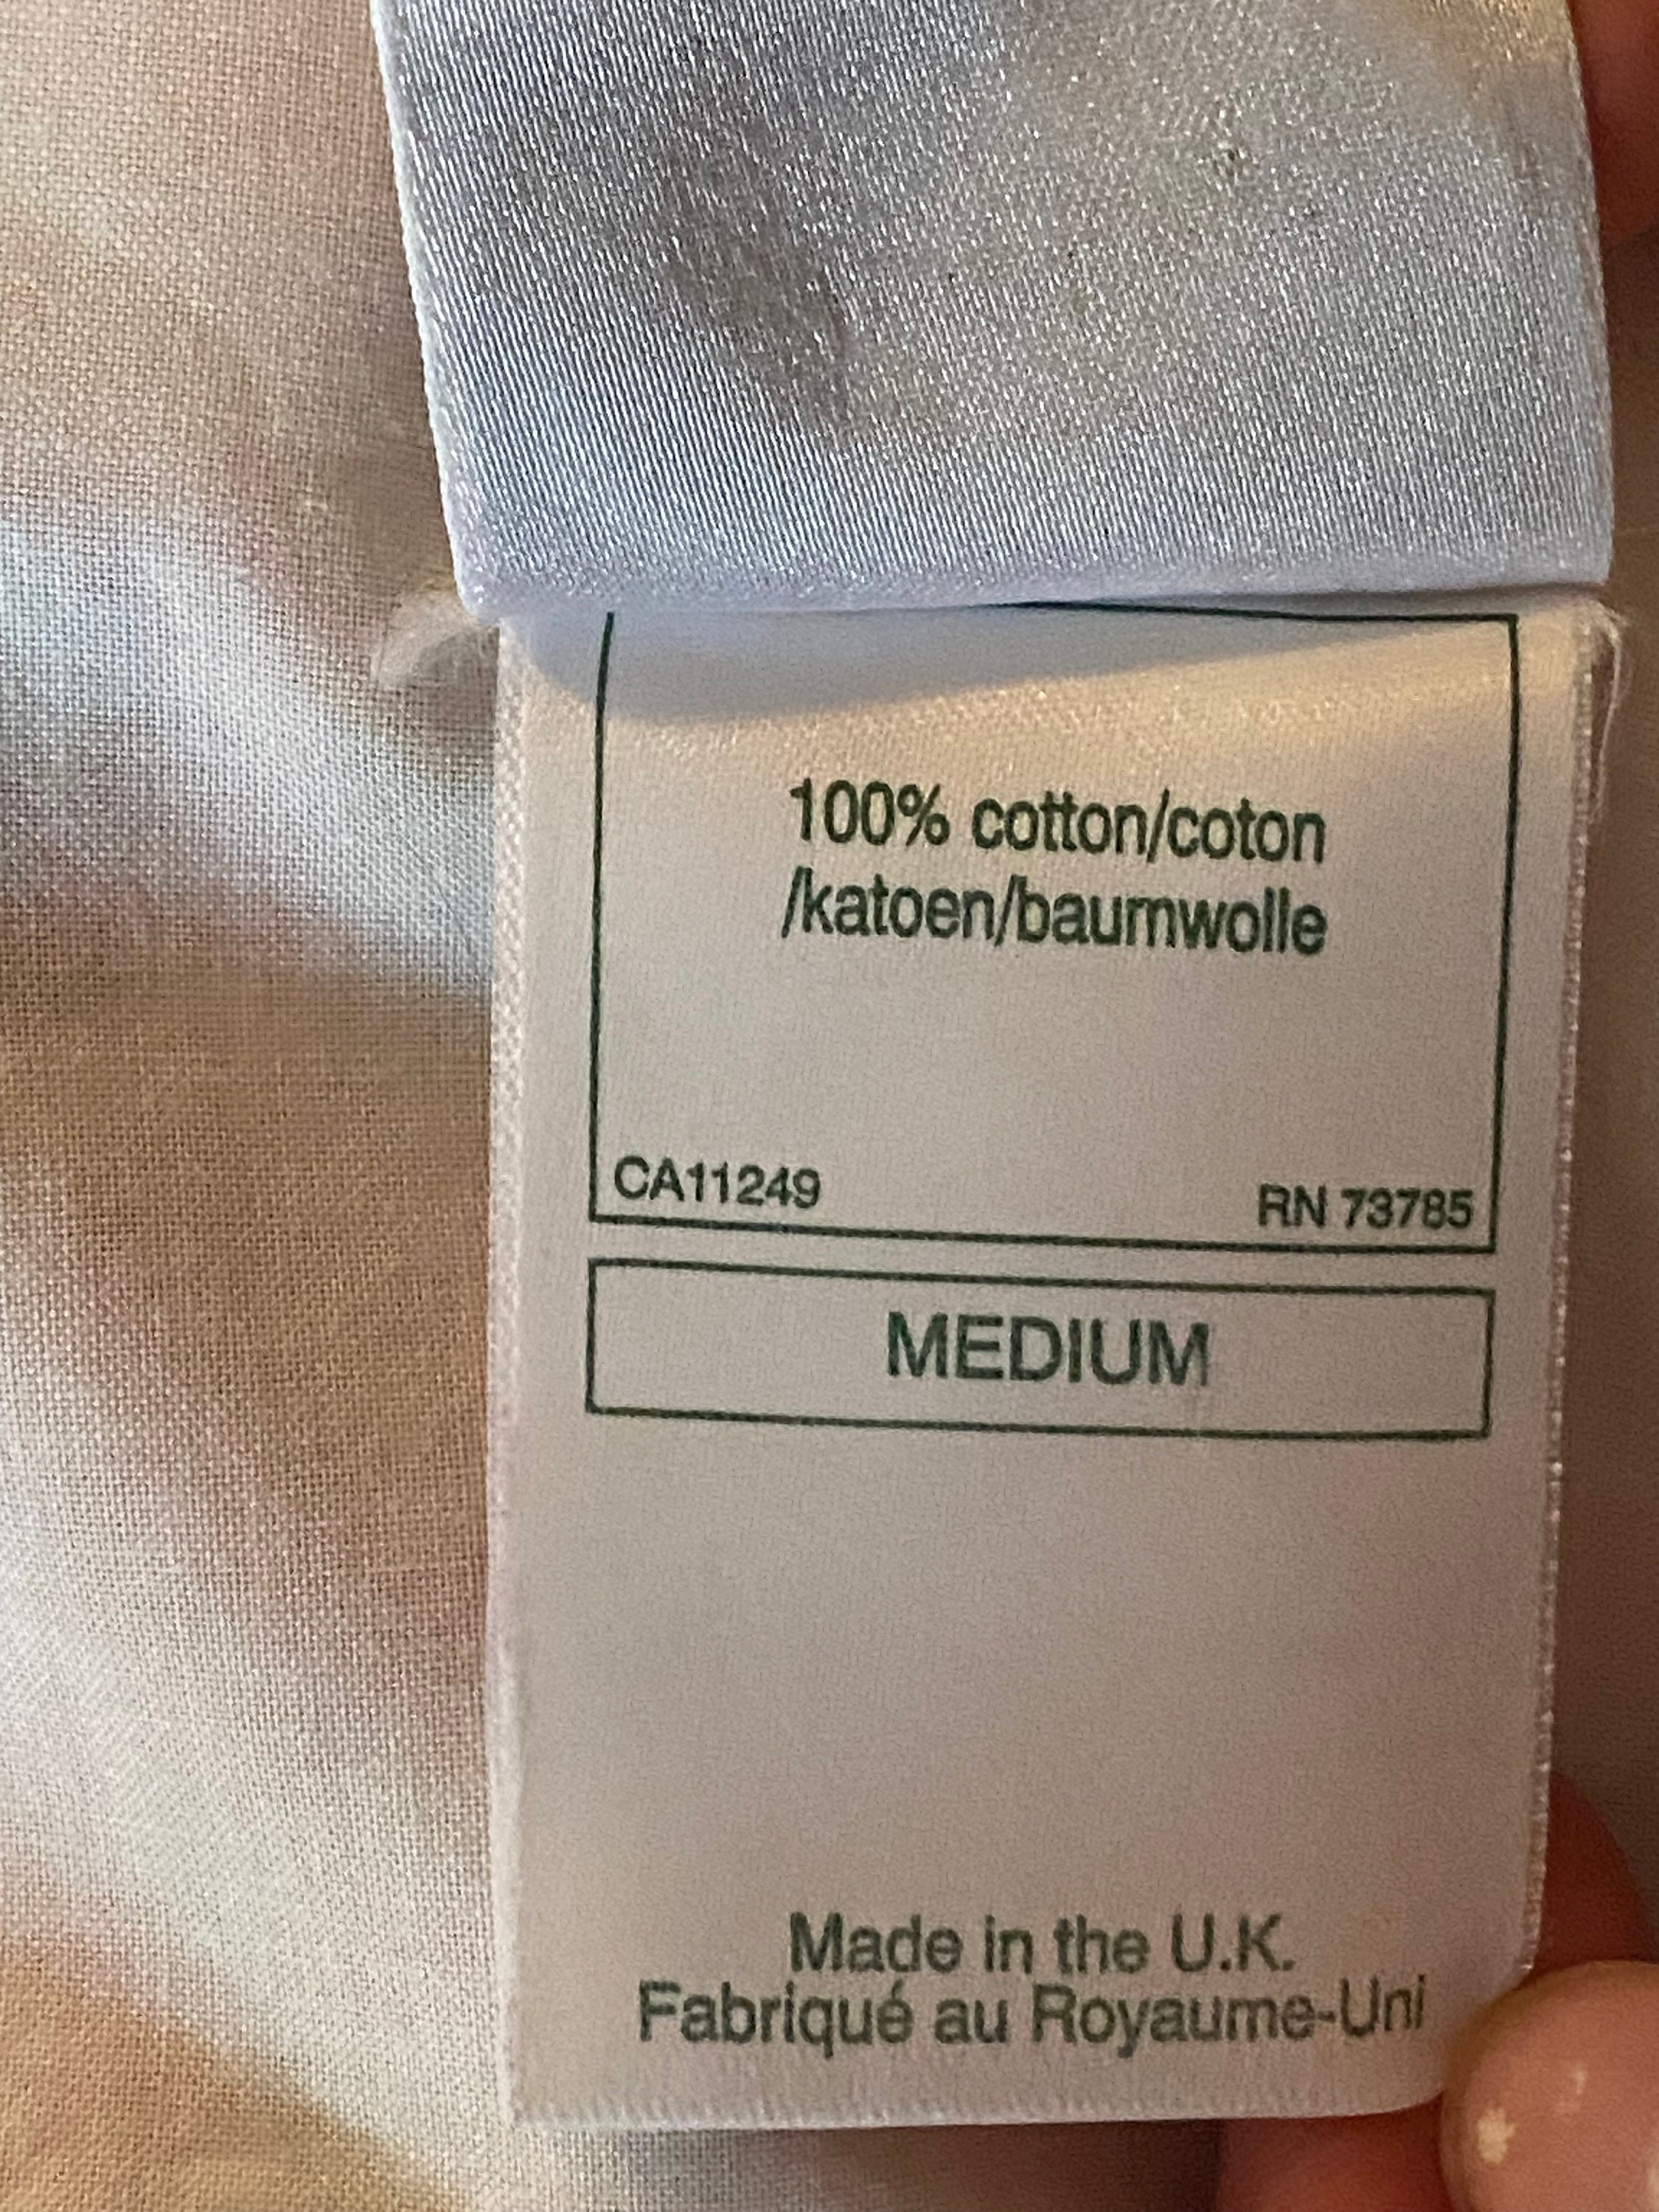 100% cotton/coton
/katoen/baumwolle
CA11249 RN 73785
MEDIUM
Made in the U.K.
Fabriqué au Royaume-Uni